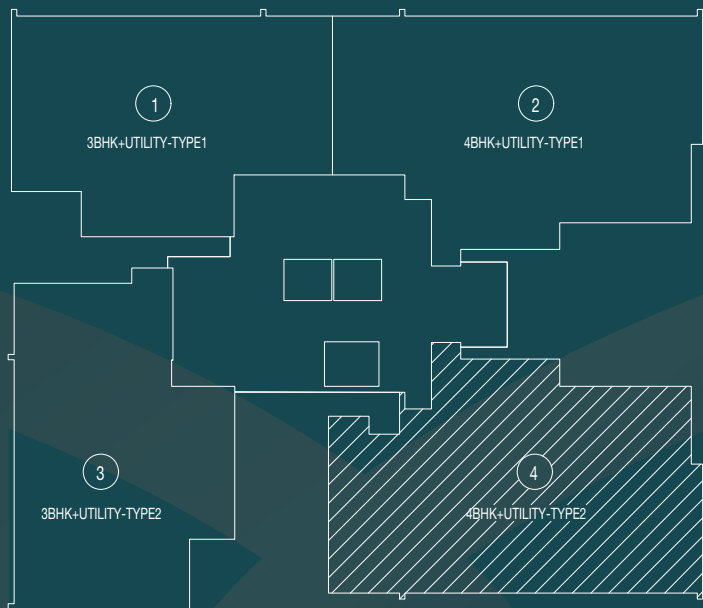 1
3BHK+UTILITY-TYPE1
2
4BHK+UTILITY-TYPE1
3
3BHK+UTILITY-TYPE2
4
4BHK+UTILITY-TYPE2